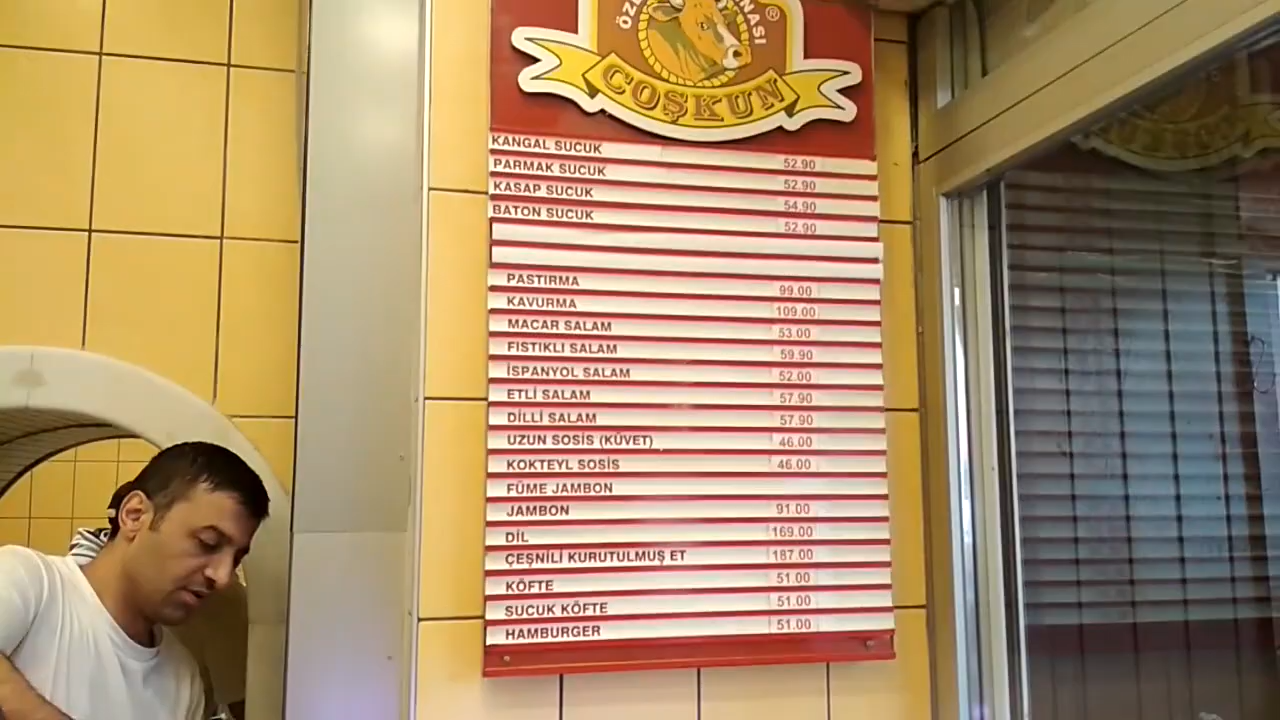 COŞKUN
KANGAL SUCUK 52.90
PARMAK SUCUK 52.90
KASAP SUCUK 54.90
BATON SUCUK 52.90
PASTIRMA 99.00
KAVURMA 109.00
MACAR SALAM 53.00
FISTIKLI SALAM 59.90
İSPANYOL SALAM 52.00
ETLİ SALAM 57.90
DİLLİ SALAM 57.90
UZUN SOSİS (KÜVET) 46.00
KOKTEYL SOSİS 46.00
FÜME JAMBON
JAMBON 91.00
DİL 169.00
ÇEŞNİLİ KURUTULMUŞ ET 187.00
KÖFTE 51.00
SUCUK KÖFTE 51.00
HAMBURGER 51.00